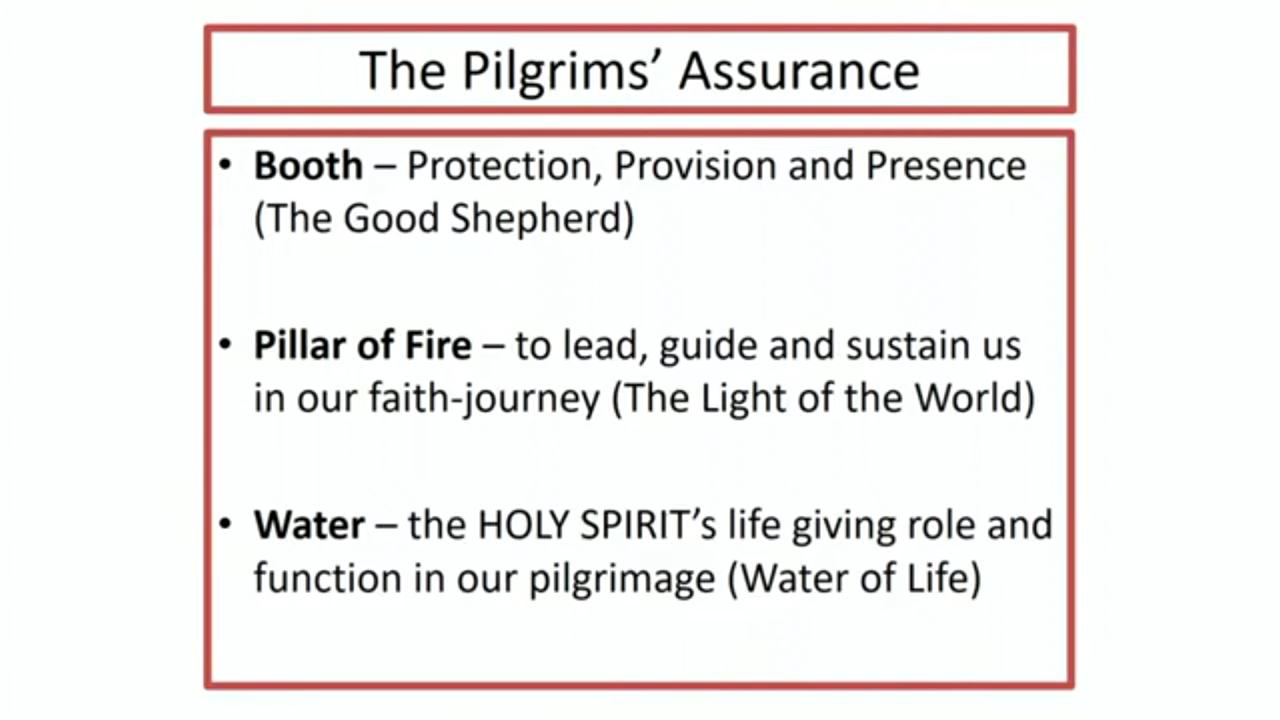 The Pilgrims’ Assurance
• Booth – Protection, Provision and Presence
(The Good Shepherd)
• Pillar of Fire – to lead, guide and sustain us
in our faith-journey (The Light of the World)
• Water – the HOLY SPIRIT’s life giving role and
function in our pilgrimage (Water of Life)